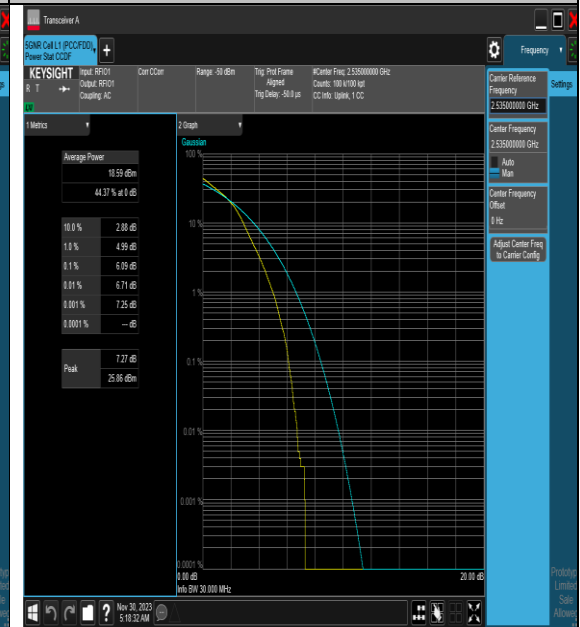 Transceiver A
5GNR Cell L1 (PCC/FDD),
Power Stat CCDF
Frequency
KEYSIGHT
R T
LW
Input: RFIO1
Output: RFIO1
Coupling: AC
Corr CCorr
Range: -50 dBm
Trig: Prot Frame
Aligned
Trig Delay: -50.0 µs
#Center Freq: 2.535000000 GHz
Counts: 100 k/100 kpt
CC Info: Uplink, 1 CC
Carrier Reference
Frequency
2.535000000 GHz
Settings
Center Frequency
2.535000000 GHz
Auto
Man
Center Frequency
Offset
0 Hz
Adjust Center Freq
to Carrier Config
1 Metrics
Average Power
18.59 dBm
44.37 % at 0 dB
10.0 % 2.88 dB
1.0 % 4.99 dB
0.1 % 6.09 dB
0.01 % 6.71 dB
0.001 % 7.25 dB
0.0001 % --- dB
Peak
7.27 dB
25.86 dBm
2 Graph
Gaussian
100 %
10 %
1 %
0.1 %
0.01 %
0.001 %
0.0001 %
0.00 dB
20.00 dB
Info BW 30.000 MHz
Nov 30, 2023
5:18:32 AM